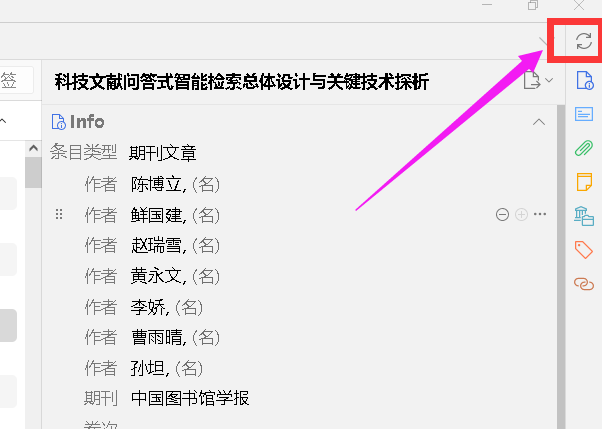 签
科技文献问答式智能检索总体设计与关键技术探析
Info
条目类型 期刊文章
作者 陈博立, (名)
作者 鲜国建, (名)
作者 赵瑞雪, (名)
作者 黄永文, (名)
作者 李娇, (名)
作者 曹雨晴, (名)
作者 孙坦, (名)
期刊 中国图书馆学报
卷次